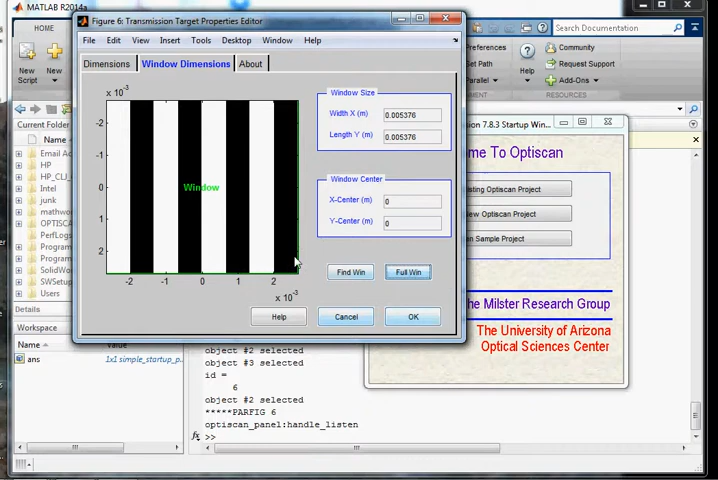 MATLAB R2014a
HOME
Figure 6: Transmission Target Properties Editor
File Edit View Insert Tools Desktop Window Help
Search Documentation
New
Script
New
Preferences
Set Path
Parallel
Help
Community
Request Support
Add-Ons
RESOURCES
Current Folder
Name
Email Ac
HP
HP_CLJ_
Intel
junk
mathwo
OPTISCA
PerfLogs
Program
Program
Program
SolidWo
SWSetup
Users
Details
Workspace
Name
Value
ans
1x1 simple_startup_p...
Dimensions
Window Dimensions
About
x 10⁻³
-2
-1
0
1
2
Window
-2 -1 0 1 2
x 10⁻³
Window Size
Width X (m) 0.005376
Length Y (m) 0.005376
Window Center
X-Center (m) 0
Y-Center (m) 0
Find Win
Full Win
Help
Cancel
OK
sion 7.8.3 Startup Win...
me To Optiscan
isting Optiscan Project
ew Optiscan Project
n Sample Project
he Milster Research Group
The University of Arizona
Optical Sciences Center
object #2 selected
object #3 selected
id =
6
object #2 selected
*****PARFIG 6
optiscan_panel:handle_listen
fx >>